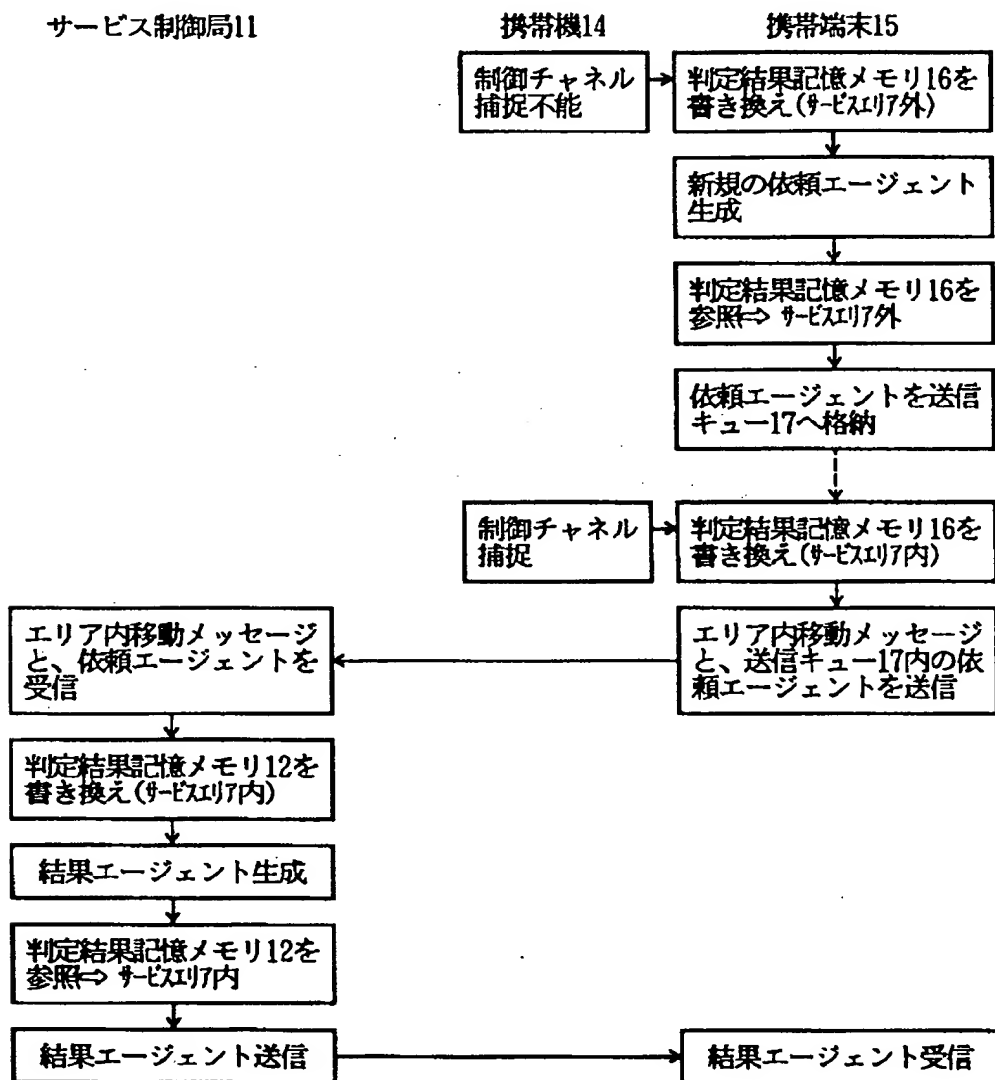 サービス制御局11
携帯機14
携帯端末15
制御チャネル
捕捉不能
判定結果記憶メモリ16を
書き換え(サービスエリア外)
新規の依頼エージェント
生成
判定結果記憶メモリ16を
参照⇒ サービスエリア外
依頼エージェントを送信
キュー17へ格納
制御チャネル
捕捉
判定結果記憶メモリ16を
書き換え(サービスエリア内)
エリア内移動メッセージ
と、送信キュー17内の依
頼エージェントを送信
エリア内移動メッセージ
と、依頼エージェントを
受信
判定結果記憶メモリ12を
書き換え(サービスエリア内)
結果エージェント生成
判定結果記憶メモリ12を
参照⇒ サービスエリア内
結果エージェント送信
結果エージェント受信